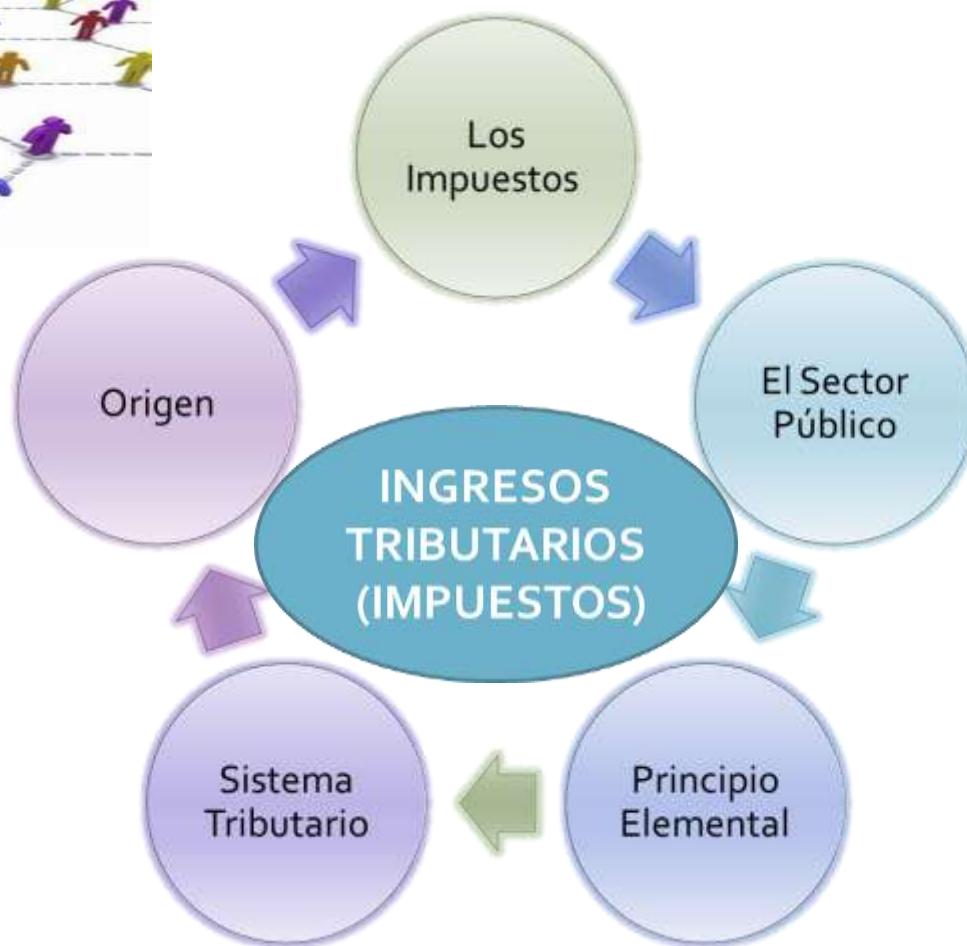 Los
Impuestos
El Sector
Público
Principio
Elemental
Sistema
Tributario
Origen
INGRESOS
TRIBUTARIOS
(IMPUESTOS)